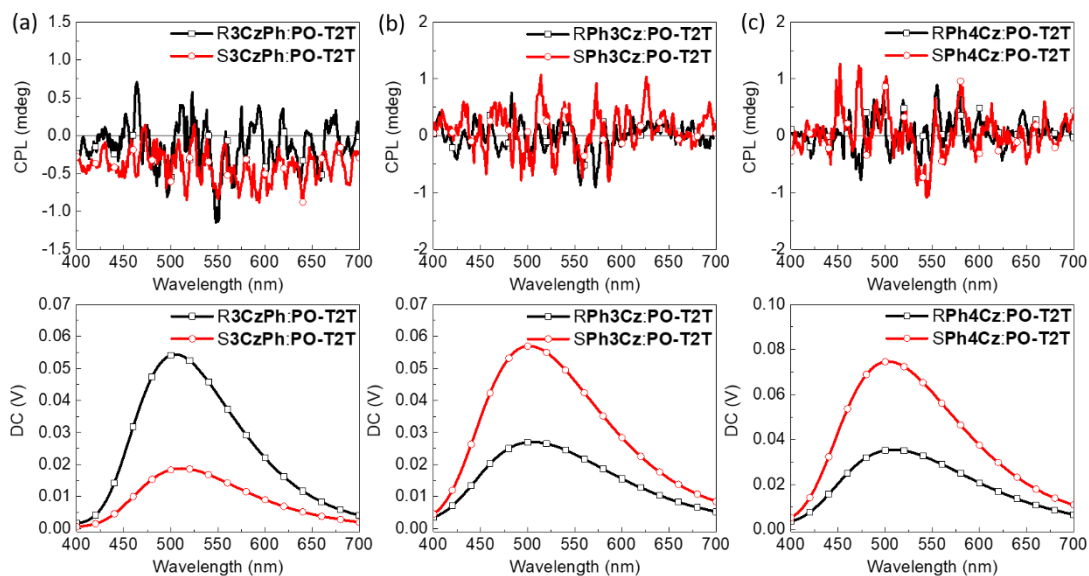 (a)
1.5
1.0
0.5
0.0
-0.5
-1.0
-1.5
CPL (mdeg)
R3CzPh:PO-T2T
S3CzPh:PO-T2T
400 450 500 550 600 650 700
Wavelength (nm)
(b)
2
1
0
-1
-2
CPL (mdeg)
RPh3Cz:PO-T2T
SPh3Cz:PO-T2T
400 450 500 550 600 650 700
Wavelength (nm)
(c)
2
1
0
-1
-2
CPL (mdeg)
RPh4Cz:PO-T2T
SPh4Cz:PO-T2T
400 450 500 550 600 650 700
Wavelength (nm)
0.07
0.06
0.05
0.04
0.03
0.02
0.01
0.00
DC (V)
R3CzPh:PO-T2T
S3CzPh:PO-T2T
400 450 500 550 600 650 700
Wavelength (nm)
0.07
0.06
0.05
0.04
0.03
0.02
0.01
0.00
DC (V)
RPh3Cz:PO-T2T
SPh3Cz:PO-T2T
400 450 500 550 600 650 700
Wavelength (nm)
0.10
0.08
0.06
0.04
0.02
0.00
DC (V)
RPh4Cz:PO-T2T
SPh4Cz:PO-T2T
400 450 500 550 600 650 700
Wavelength (nm)